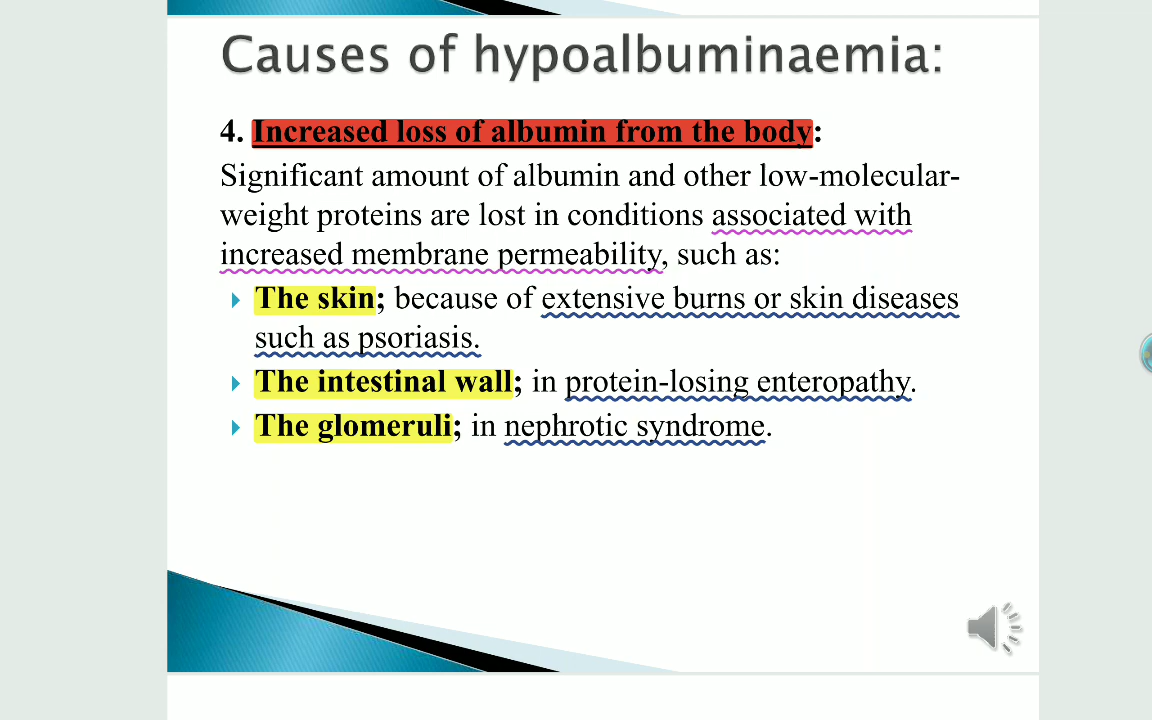 Causes of hypoalbuminaemia:
4. Increased loss of albumin from the body:
Significant amount of albumin and other low-molecular-
weight proteins are lost in conditions associated with
increased membrane permeability, such as:
The skin; because of extensive burns or skin diseases
such as psoriasis.
The intestinal wall; in protein-losing enteropathy.
The glomeruli; in nephrotic syndrome.